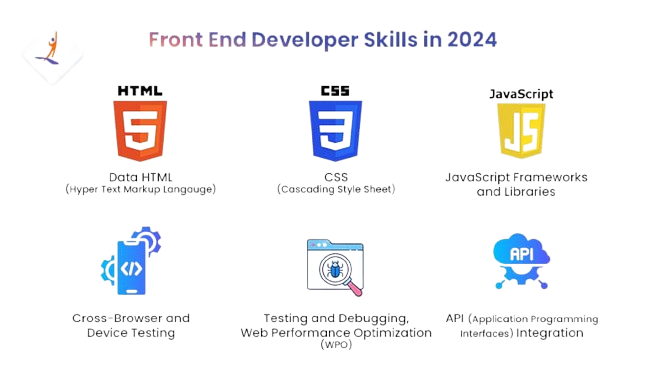 Front End Developer Skills in 2024
HTML
CSS
JavaScript
5
3
JS
Data HTML
(Hyper Text Markup Langauge)
CSS
(Cascading Style Sheet)
JavaScript Frameworks
and Libraries
</>
API
Cross-Browser and
Device Testing
Testing and Debugging,
Web Performance Optimization
(WPO)
API (Application Programming
Interfaces) Integration